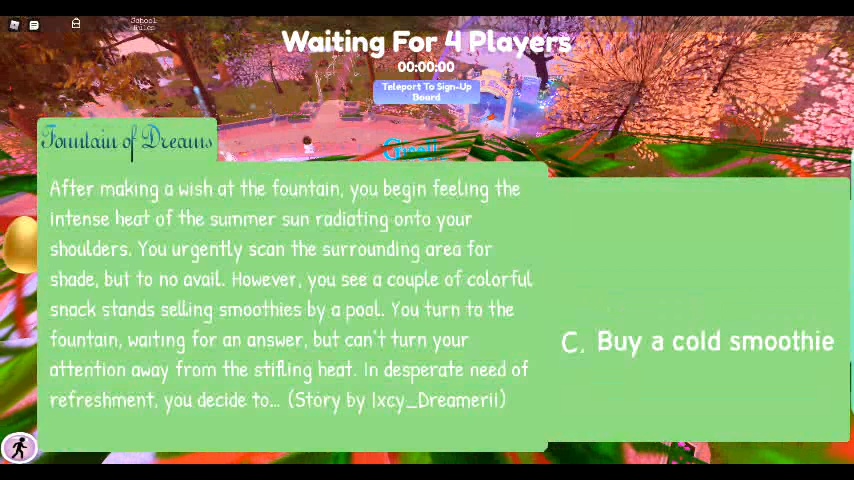 School
Rules
Waiting For 4 Players
00:00:00
Teleport To Sign-Up
Board
Fountain of Dreams
After making a wish at the fountain, you begin feeling the
intense heat of the summer sun radiating onto your
shoulders. You urgently scan the surrounding area for
shade, but to no avail. However, you see a couple of colorful
snack stands selling smoothies by a pool. You turn to the
fountain, waiting for an answer, but can't turn your
attention away from the stifling heat. In desperate need of
refreshment, you decide to... (Story by Ixcy_Dreamerii)
C. Buy a cold smoothie